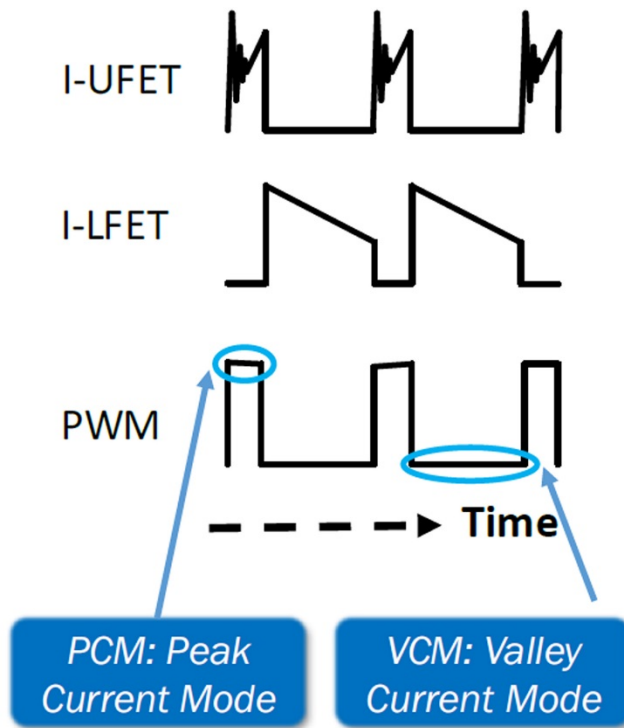 I-UFET
I-LFET
PWM
Time
PCM: Peak
Current Mode
VCM: Valley
Current Mode